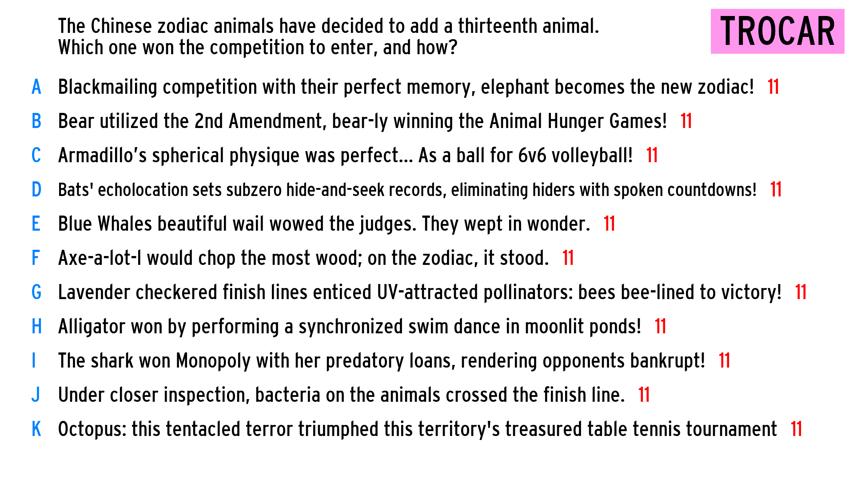 The Chinese zodiac animals have decided to add a thirteenth animal.
Which one won the competition to enter, and how?
TROCAR
A Blackmailing competition with their perfect memory, elephant becomes the new zodiac! 11
B Bear utilized the 2nd Amendment, bear-ly winning the Animal Hunger Games! 11
C Armadillo's spherical physique was perfect... As a ball for 6v6 volleyball! 11
D Bats' echolocation sets subzero hide-and-seek records, eliminating hiders with spoken countdowns! 11
E Blue Whales beautiful wail wowed the judges. They wept in wonder. 11
F Axe-a-lot-l would chop the most wood; on the zodiac, it stood. 11
G Lavender checkered finish lines enticed UV-attracted pollinators: bees bee-lined to victory! 11
H Alligator won by performing a synchronized swim dance in moonlit ponds! 11
I The shark won Monopoly with her predatory loans, rendering opponents bankrupt! 11
J Under closer inspection, bacteria on the animals crossed the finish line. 11
K Octopus: this tentacled terror triumphed this territory's treasured table tennis tournament 11